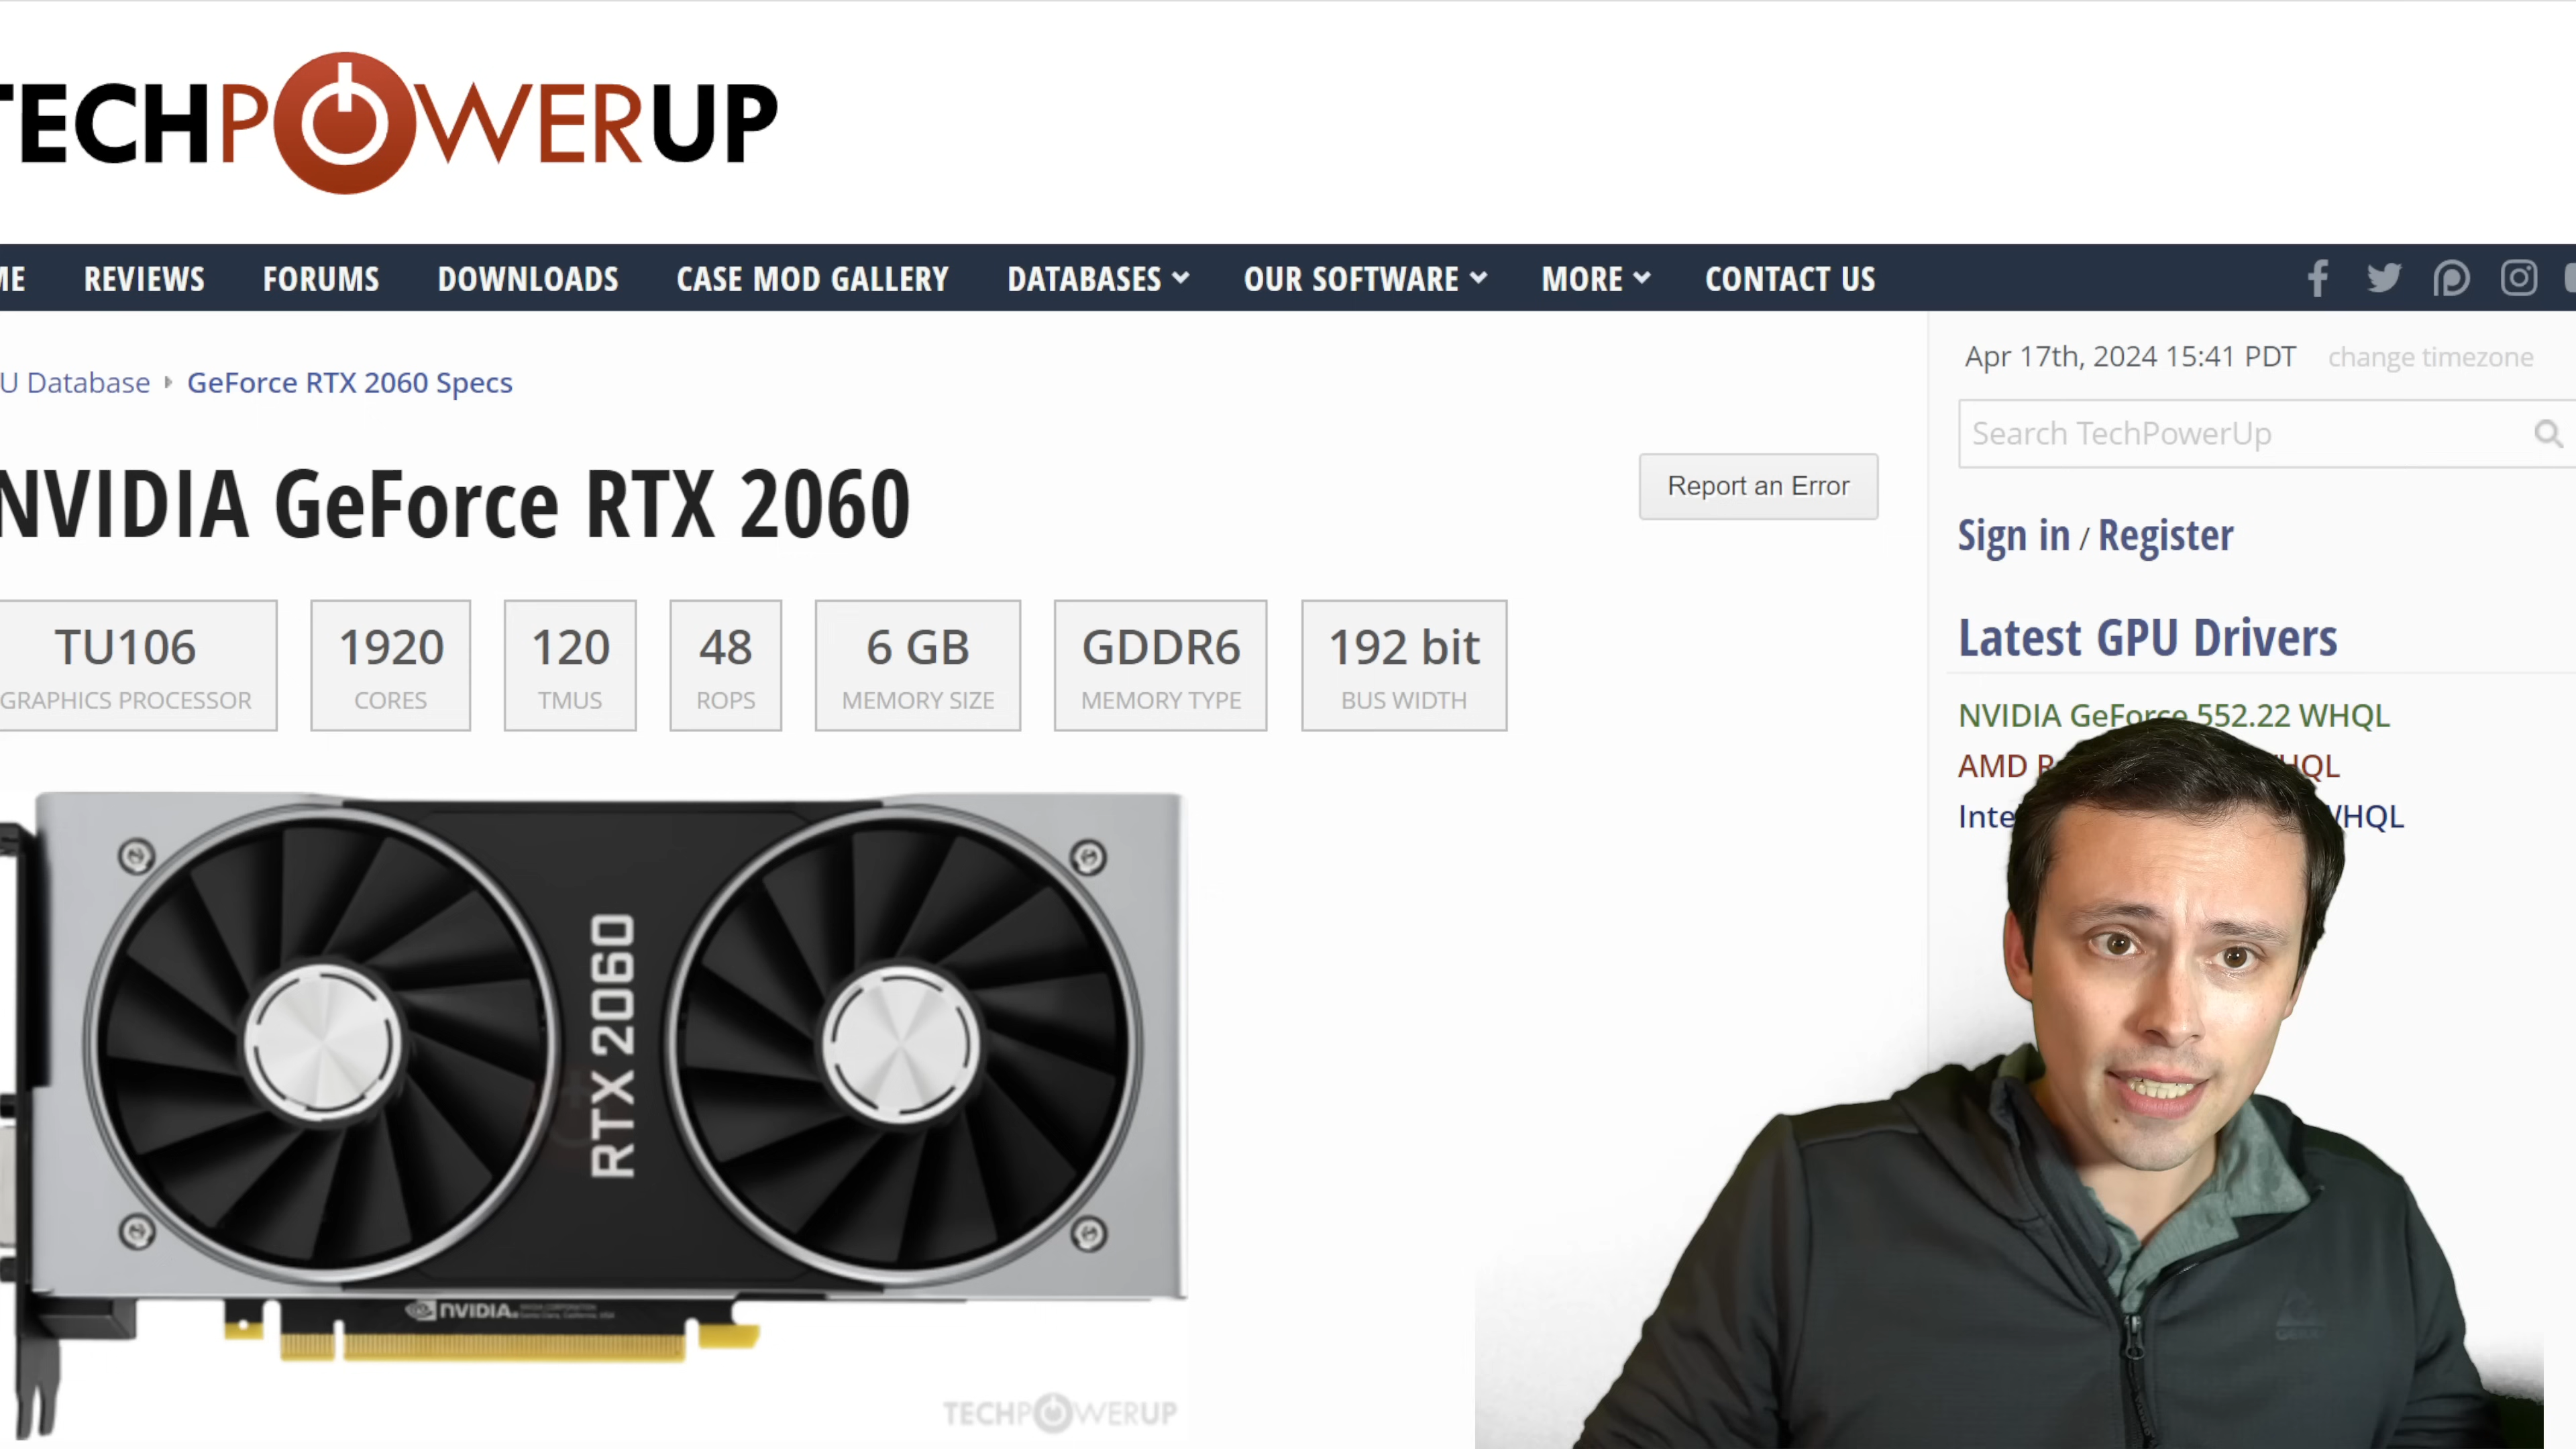 TECHPOWERUP
ME REVIEWS FORUMS DOWNLOADS CASE MOD GALLERY DATABASES OUR SOFTWARE MORE CONTACT US
U Database GeForce RTX 2060 Specs
Apr 17th, 2024 15:41 PDT change timezone
Search TechPowerUp
NVIDIA GeForce RTX 2060
Report an Error
Sign in / Register
TU106
GRAPHICS PROCESSOR
1920
CORES
120
TMUS
48
ROPS
6 GB
MEMORY SIZE
GDDR6
MEMORY TYPE
192 bit
BUS WIDTH
Latest GPU Drivers
NVIDIA GeForce 552.22 WHQL
AMD R HQL
Inte WHQL
RTX 2060
NVIDIA.
TECHPOWERUP